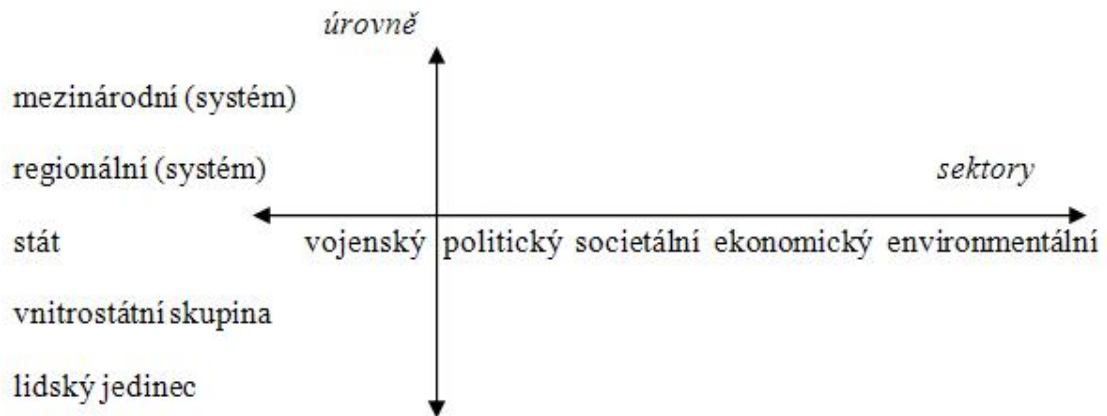 úrovně
mezinárodní (systém)
regionální (systém)
sektory
stát
vojenský politický societální ekonomický environmentální
vnitrostátní skupina
lidský jedinec